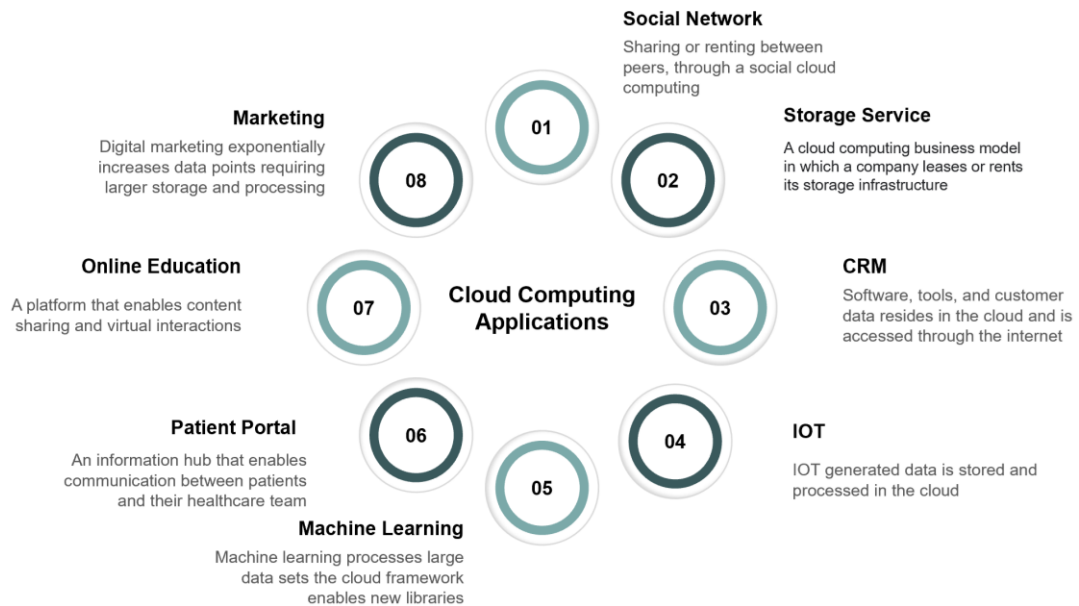 Social Network
Sharing or renting between
peers, through a social cloud
computing
01
Storage Service
A cloud computing business model
in which a company leases or rents
its storage infrastructure
02
CRM
Software, tools, and customer
data resides in the cloud and is
accessed through the internet
03
IOT
IOT generated data is stored and
processed in the cloud
04
Machine Learning
Machine learning processes large
data sets the cloud framework
enables new libraries
05
Patient Portal
An information hub that enables
communication between patients
and their healthcare team
06
Online Education
A platform that enables content
sharing and virtual interactions
07
Marketing
Digital marketing exponentially
increases data points requiring
larger storage and processing
08
Cloud Computing
Applications